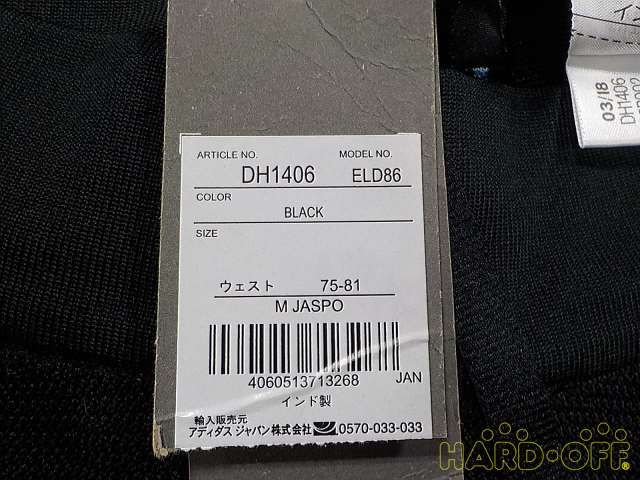 ARTICLE NO. MODEL NO.
DH1406 ELD86
COLOR
BLACK
SIZE
ウェスト 75-81
M JASPO
4060513713268 JAN
インド製
輸入販売元
アディダス ジャパン株式会社 0570-033-033
03/18
DH1406
HARD-OFF